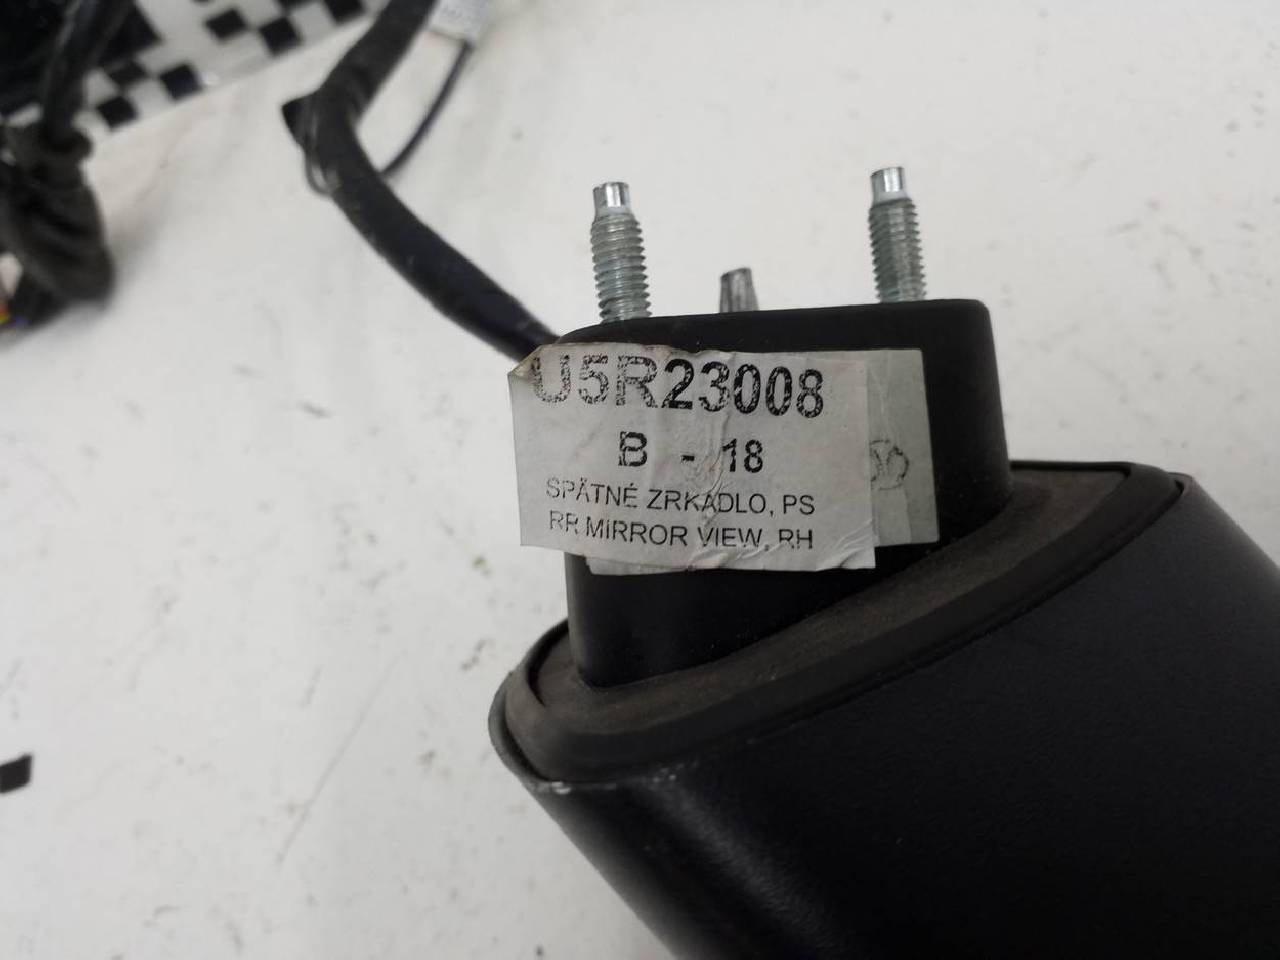 U5R23008
B - 18
SPÄTNÉ ZRKADLO, PS
RR MIRROR VIEW, RH